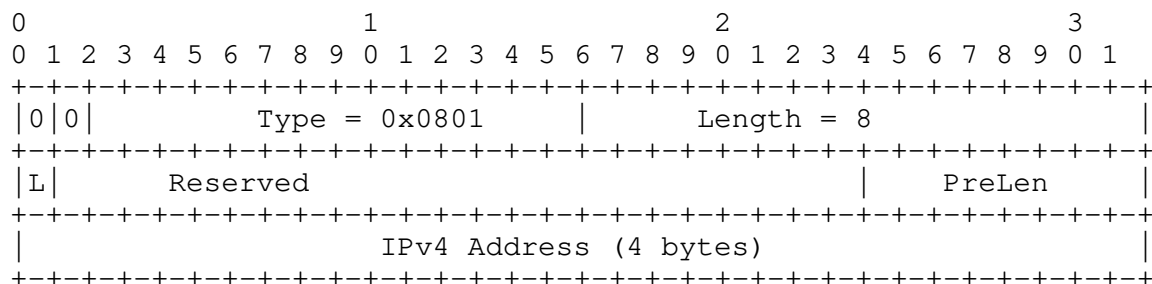 0                   1                   2                   3
0 1 2 3 4 5 6 7 8 9 0 1 2 3 4 5 6 7 8 9 0 1 2 3 4 5 6 7 8 9 0 1
+-+-+-+-+-+-+-+-+-+-+-+-+-+-+-+-+-+-+-+-+-+-+-+-+-+-+-+-+-+-+-+-+
|0|0|         Type = 0x0801     |      Length = 8               |
+-+-+-+-+-+-+-+-+-+-+-+-+-+-+-+-+-+-+-+-+-+-+-+-+-+-+-+-+-+-+-+-+
|L|      Reserved                               |    PreLen     |
+-+-+-+-+-+-+-+-+-+-+-+-+-+-+-+-+-+-+-+-+-+-+-+-+-+-+-+-+-+-+-+-+
|                    IPv4 Address (4 bytes)                     |
+-+-+-+-+-+-+-+-+-+-+-+-+-+-+-+-+-+-+-+-+-+-+-+-+-+-+-+-+-+-+-+-+